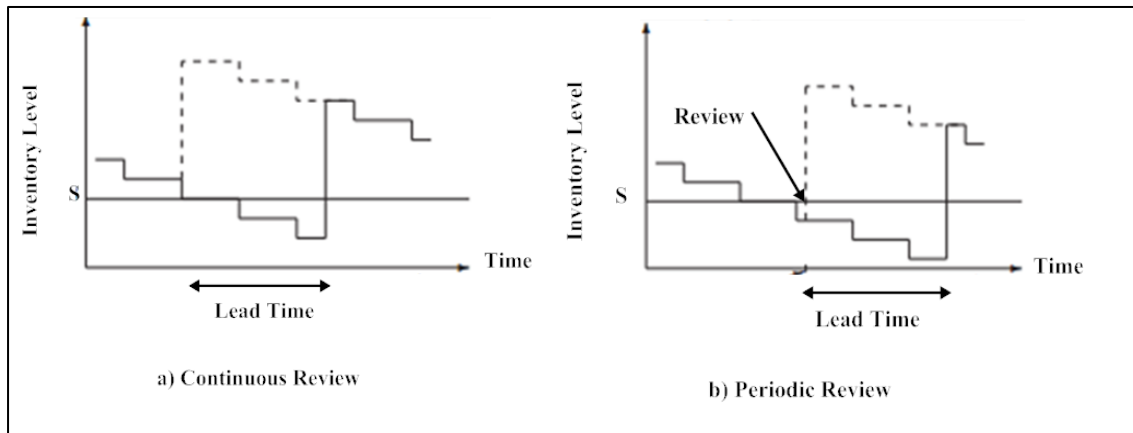 Inventory Level
S
Time
Lead Time
a) Continuous Review
Inventory Level
Review
S
Time
Lead Time
b) Periodic Review